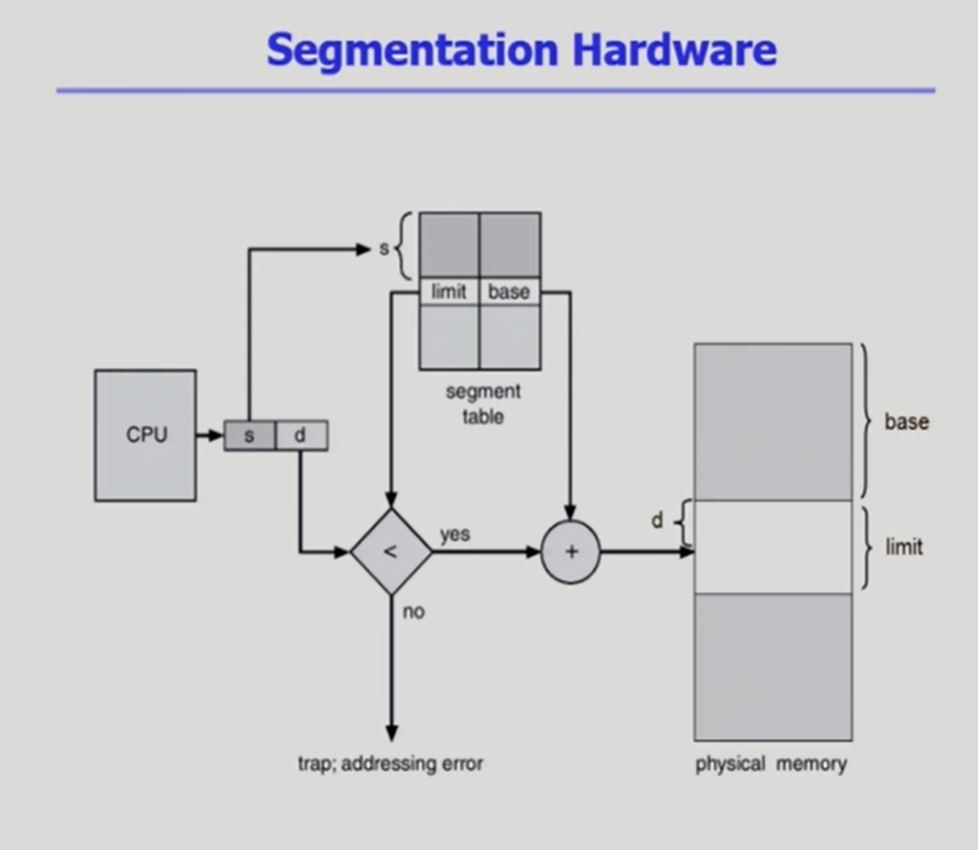 Segmentation Hardware
s
limit base
segment
table
CPU
s d
base
d
limit
<
yes
+
no
trap; addressing error
physical memory